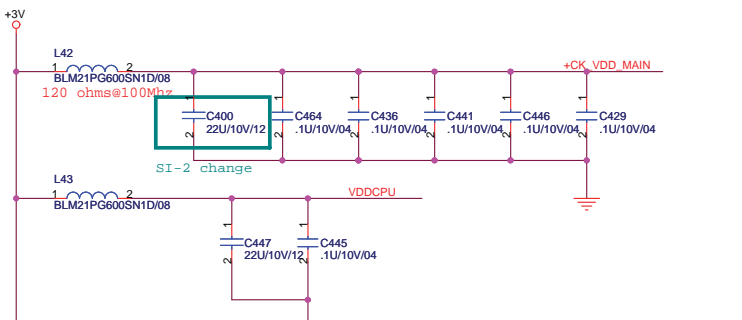 +3V
L42
1 2
BLM21PG600SN1D/08
120 ohms@100Mhz
+CK_VDD_MAIN
1 1 1 1 1 1
C400 C464 C436 C441 C446 C429
22U/10V/12 .1U/10V/04 .1U/10V/04 .1U/10V/04 .1U/10V/04 .1U/10V/04
2 2 2 2 2 2
SI-2 change
L43
1 2
BLM21PG600SN1D/08
VDDCPU
1 1
C447 C445
22U/10V/12 .1U/10V/04
2 2